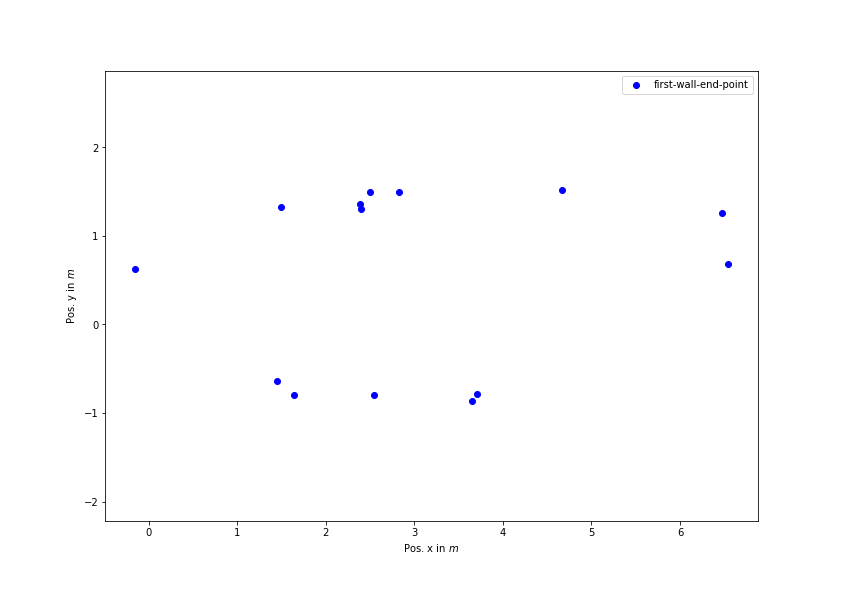 first-wall-end-point
2
1
0
−1
−2
Pos. y in m
0 1 2 3 4 5 6
Pos. x in m